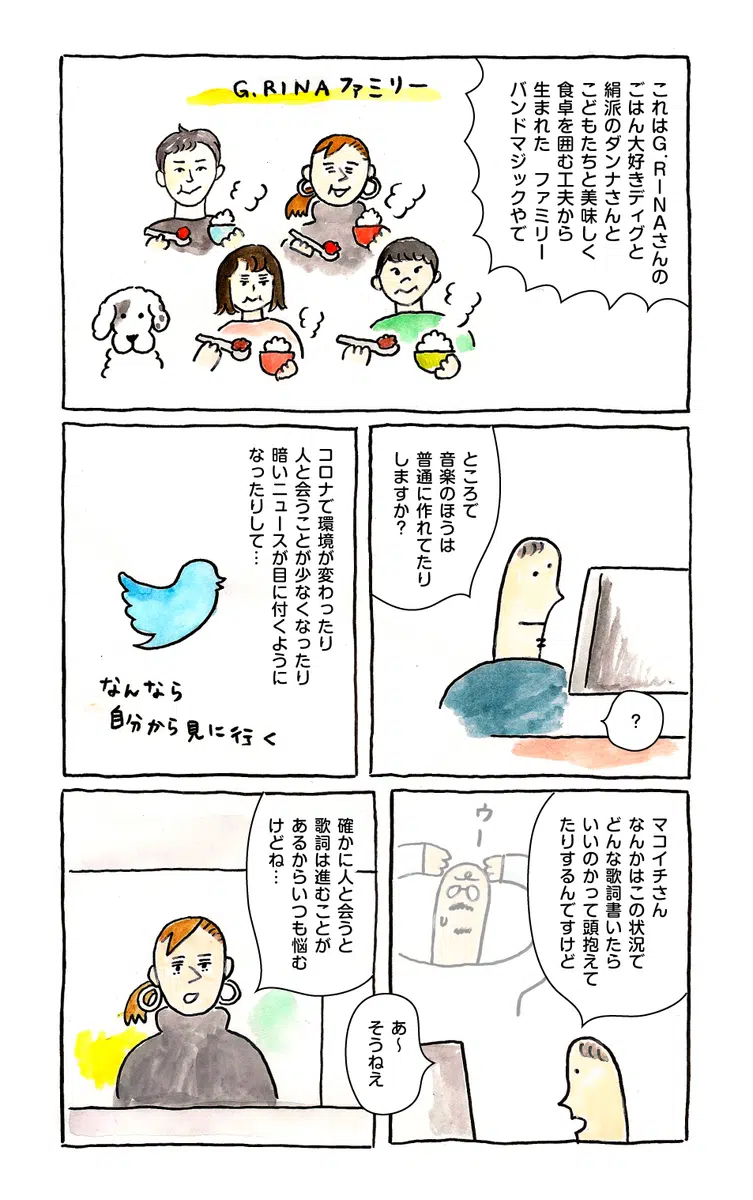 これはG.RINAさんの
ごはん大好きディグと
絹派のダンナさんと
こどもたちと美味しく
食卓を囲む工夫から
生まれた ファミリー
バンドマジックやで
G.RINAファミリー
ところで
音楽のほうは
普通に作れてたり
しますか?
?
コロナで環境が変わったり
人と会うことが少なくなったり
暗いニュースが目に付くように
なったりして…
なんなら
自分から見に行く
マコイチさん
なんかはこの状況で
どんな歌詞書いたら
いいのかって頭抱えて
たりするんですけど
ウー
あ〜
そうねえ
確かに人と会うと
歌詞は進むことが
あるからいつも悩む
けどね…